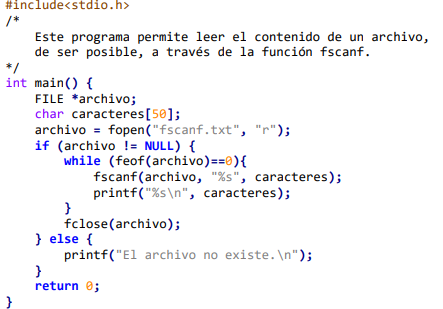 #include<stdio.h>
/*
    Este programa permite leer el contenido de un archivo,
    de ser posible, a través de la función fscanf.
*/
int main() {
    FILE *archivo;
    char caracteres[50];
    archivo = fopen("fscanf.txt", "r");
    if (archivo != NULL) {
        while (feof(archivo)==0){
            fscanf(archivo, "%s", caracteres);
            printf("%s\n", caracteres);
        }
        fclose(archivo);
    } else {
        printf("El archivo no existe.\n");
    }
    return 0;
}